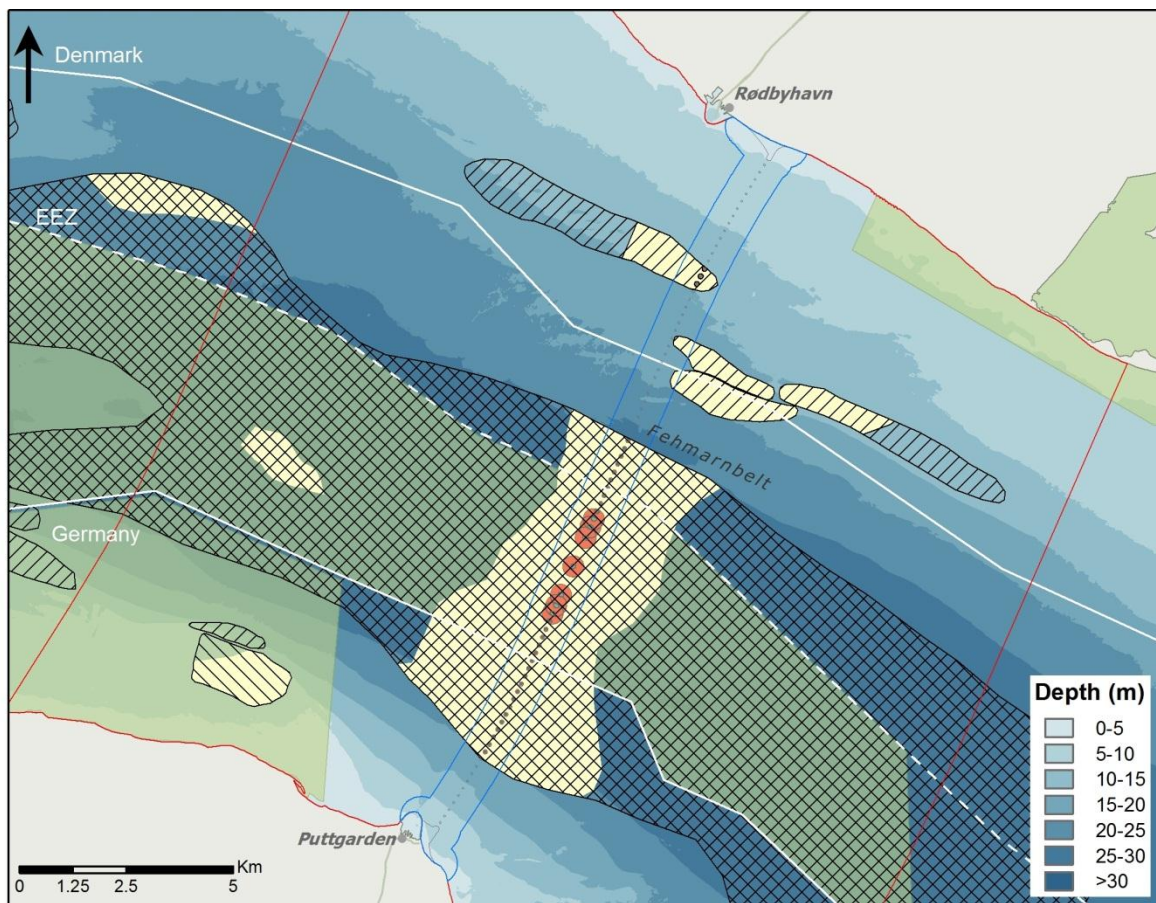 Denmark
Rødbyhavn
EEZ
Fehmarnbelt
Germany
Puttgarden
Km
0 1.25 2.5 5
Depth (m)
0-5
5-10
10-15
15-20
20-25
25-30
>30